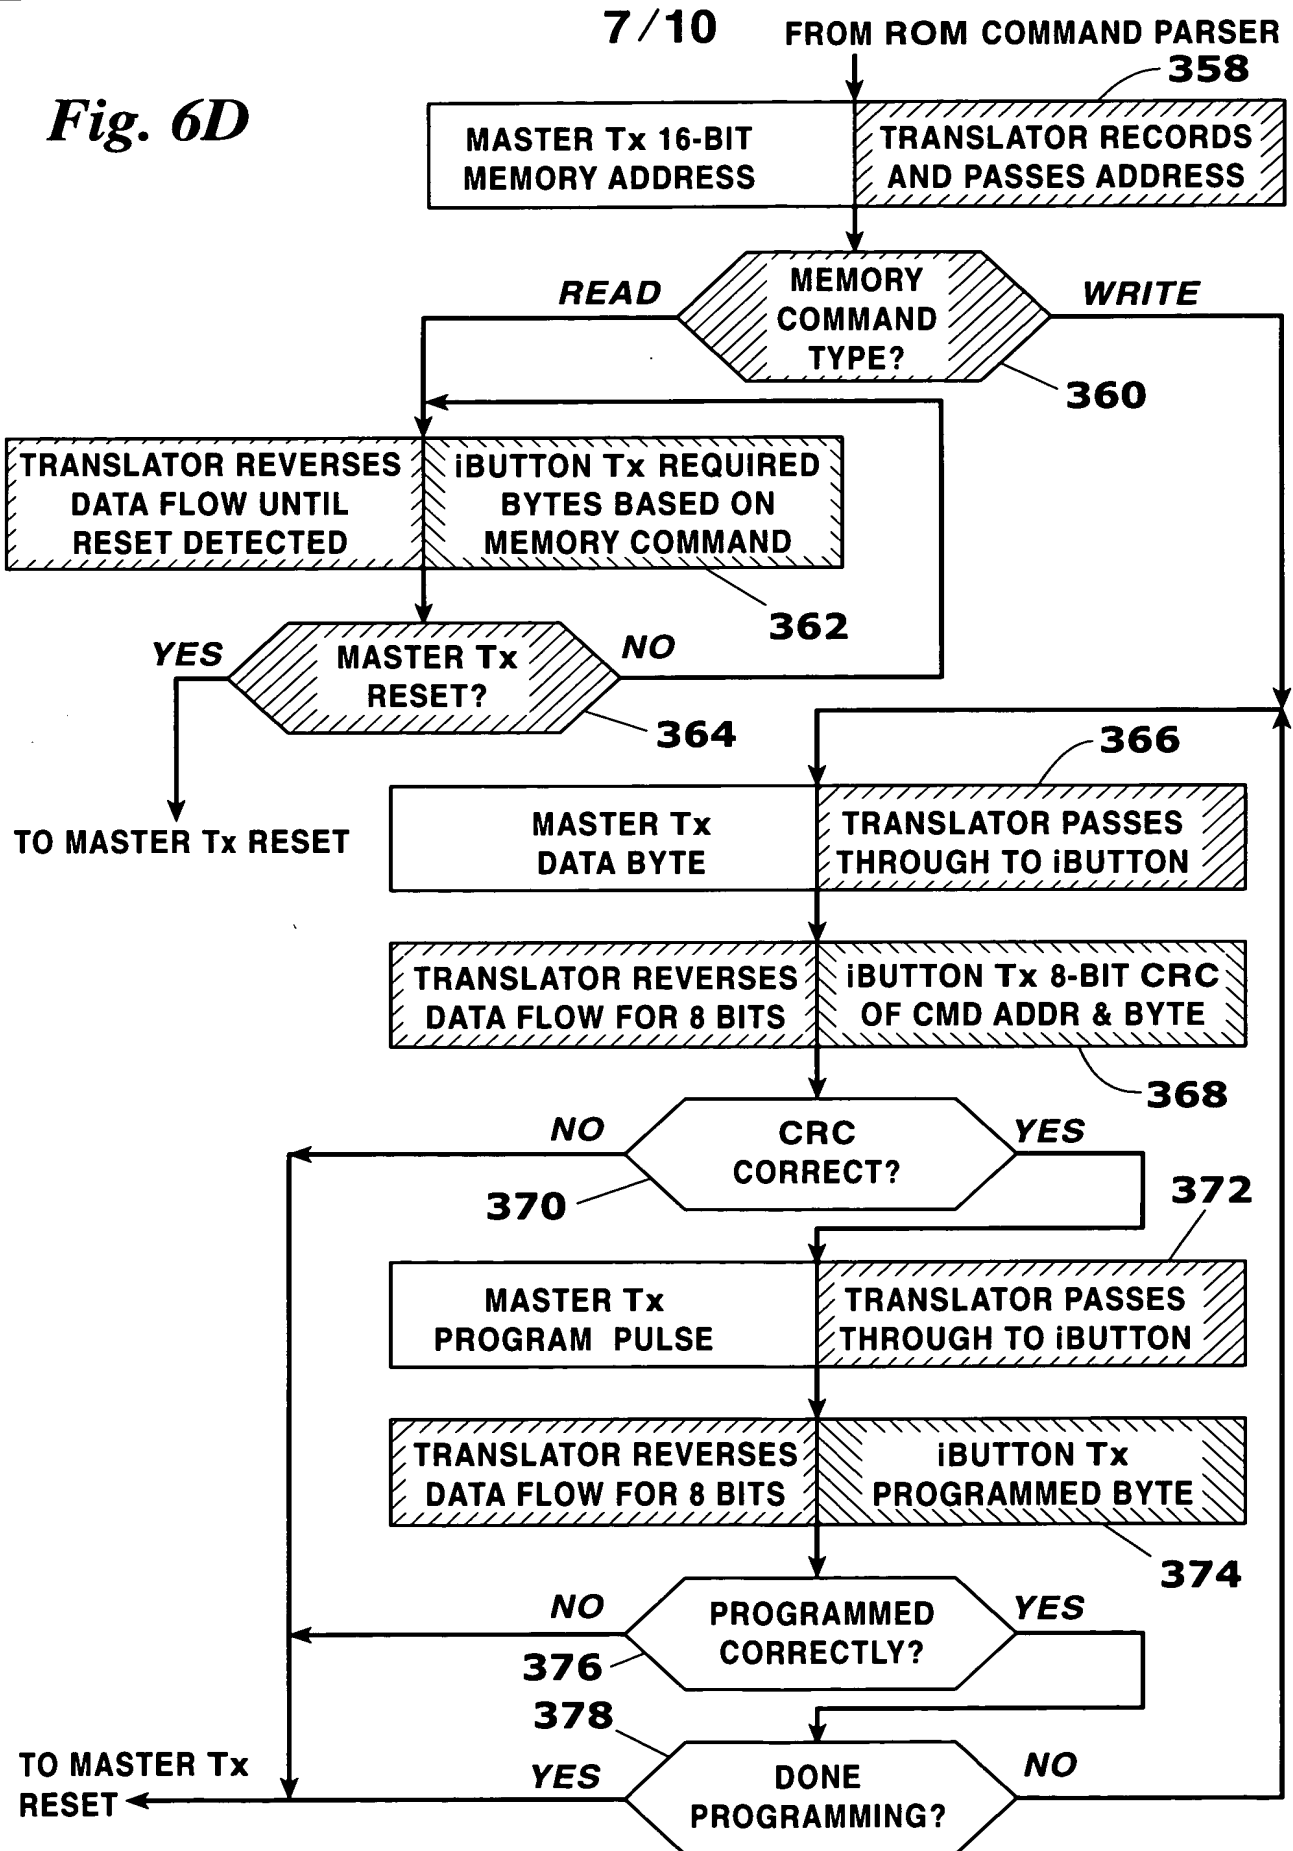 7/10
FROM ROM COMMAND PARSER
Fig. 6D
358
MASTER Tx 16-BIT
MEMORY ADDRESS
TRANSLATOR RECORDS
AND PASSES ADDRESS
READ
MEMORY
COMMAND
TYPE?
WRITE
360
TRANSLATOR REVERSES
DATA FLOW UNTIL
RESET DETECTED
iBUTTON Tx REQUIRED
BYTES BASED ON
MEMORY COMMAND
362
YES
MASTER Tx
RESET?
NO
364
TO MASTER Tx RESET
366
MASTER Tx
DATA BYTE
TRANSLATOR PASSES
THROUGH TO iBUTTON
TRANSLATOR REVERSES
DATA FLOW FOR 8 BITS
iBUTTON Tx 8-BIT CRC
OF CMD ADDR & BYTE
368
NO
CRC
CORRECT?
YES
370
372
MASTER Tx
PROGRAM PULSE
TRANSLATOR PASSES
THROUGH TO iBUTTON
TRANSLATOR REVERSES
DATA FLOW FOR 8 BITS
iBUTTON Tx
PROGRAMMED BYTE
374
NO
PROGRAMMED
CORRECTLY?
YES
376
378
TO MASTER Tx
RESET
YES
DONE
PROGRAMMING?
NO